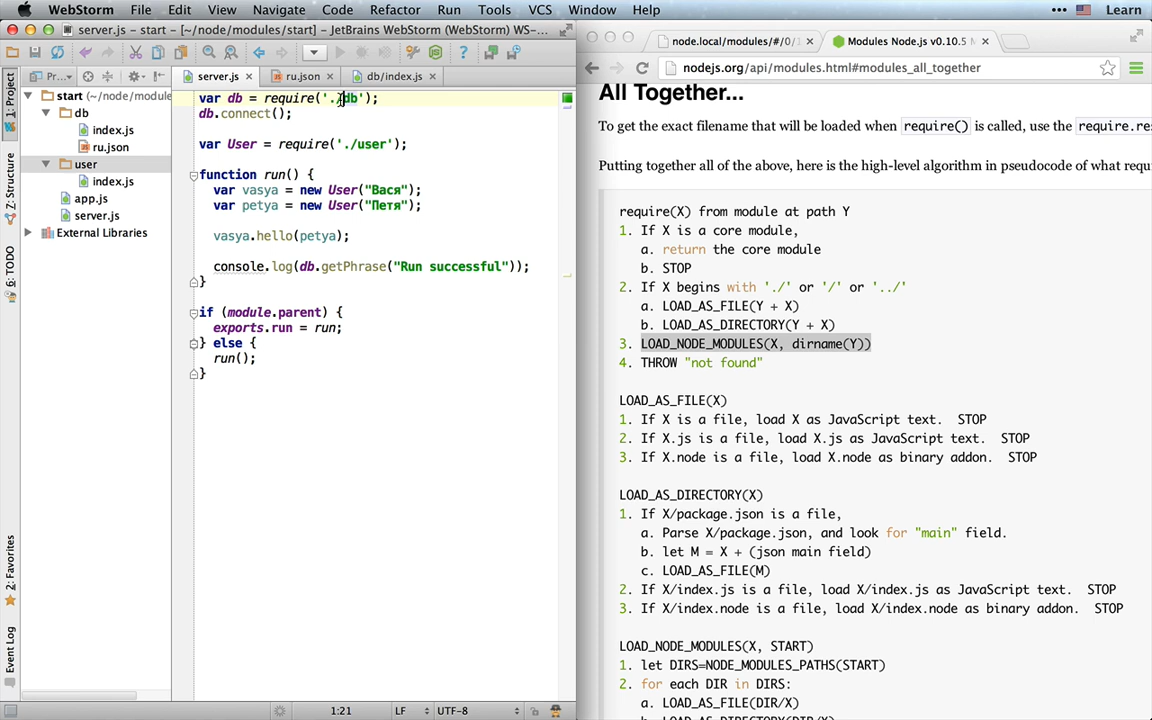 WebStorm File Edit View Navigate Code Refactor Run Tools VCS Window Help Learn
server.js – start – [~/node/modules/start] – JetBrains WebStorm (WebStorm) WS-...
node.local/modules/#/0/
Modules Node.js v0.10.5
nodejs.org/api/modules.html#modules_all_together
Pr...
server.js
ru.json
db/index.js
1: Project
Z: Structure
6: TODO
2: Favorites
Event Log
start (~/node/module
db
index.js
ru.json
user
index.js
app.js
server.js
External Libraries
var db = require('./db');
db.connect();
var User = require('./user');
function run() {
var vasya = new User("Вася");
var petya = new User("Петя");
vasya.hello(petya);
console.log(db.getPhrase("Run successful"));
}
if (module.parent) {
exports.run = run;
} else {
run();
}
1:21 LF UTF-8
All Together...
To get the exact filename that will be loaded when require() is called, use the require.res
Putting together all of the above, here is the high-level algorithm in pseudocode of what requ
require(X) from module at path Y
1. If X is a core module,
a. return the core module
b. STOP
2. If X begins with './' or '/' or '../'
a. LOAD_AS_FILE(Y + X)
b. LOAD_AS_DIRECTORY(Y + X)
3. LOAD_NODE_MODULES(X, dirname(Y))
4. THROW "not found"
LOAD_AS_FILE(X)
1. If X is a file, load X as JavaScript text. STOP
2. If X.js is a file, load X.js as JavaScript text. STOP
3. If X.node is a file, load X.node as binary addon. STOP
LOAD_AS_DIRECTORY(X)
1. If X/package.json is a file,
a. Parse X/package.json, and look for "main" field.
b. let M = X + (json main field)
c. LOAD_AS_FILE(M)
2. If X/index.js is a file, load X/index.js as JavaScript text. STOP
3. If X/index.node is a file, load X/index.node as binary addon. STOP
LOAD_NODE_MODULES(X, START)
1. let DIRS=NODE_MODULES_PATHS(START)
2. for each DIR in DIRS:
a. LOAD_AS_FILE(DIR/X)
b. LOAD_AS_DIRECTORY(DIR/X)